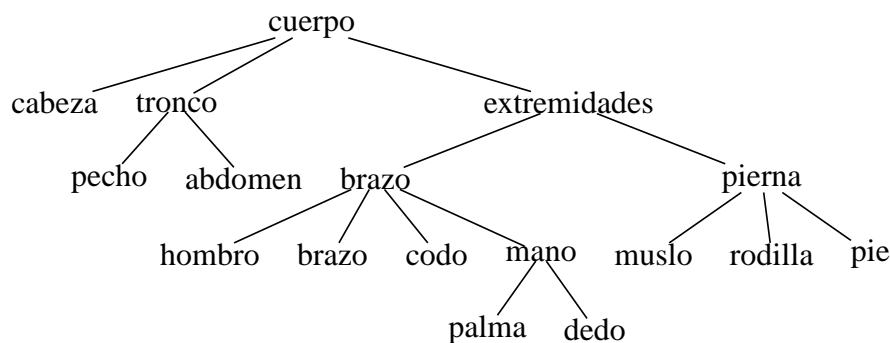 cuerpo
cabeza tronco extremidades
pecho abdomen brazo pierna
hombro brazo codo mano muslo rodilla pie
palma dedo